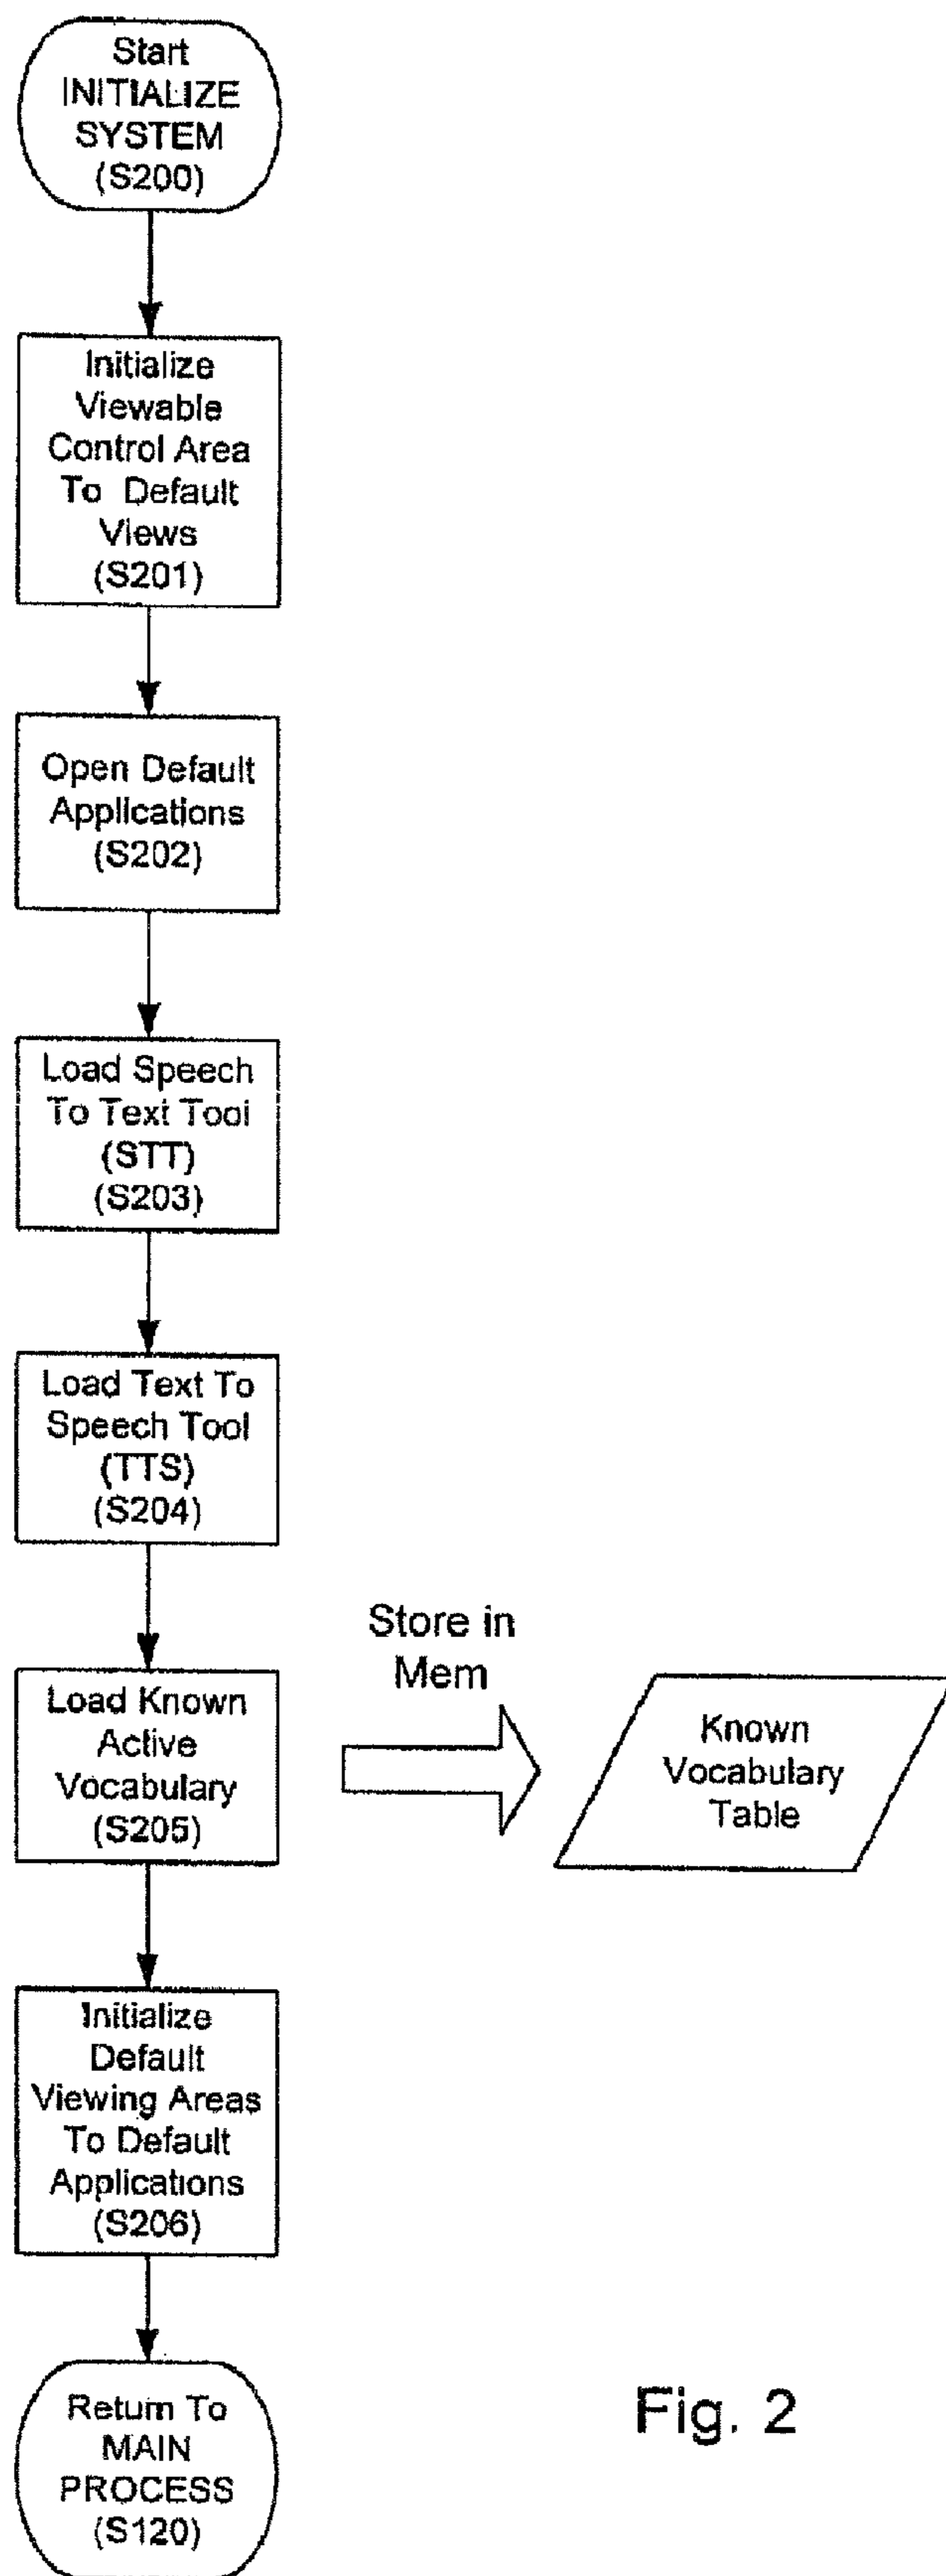 Start
INITIALIZE
SYSTEM
(S200)
Initialize
Viewable
Control Area
To Default
Views
(S201)
Open Default
Applications
(S202)
Load Speech
To Text Tool
(STT)
(S203)
Load Text To
Speech Tool
(TTS)
(S204)
Load Known
Active
Vocabulary
(S205)
Store in
Mem
Known
Vocabulary
Table
Initialize
Default
Viewing Areas
To Default
Applications
(S206)
Return To
MAIN
PROCESS
(S120)
Fig. 2